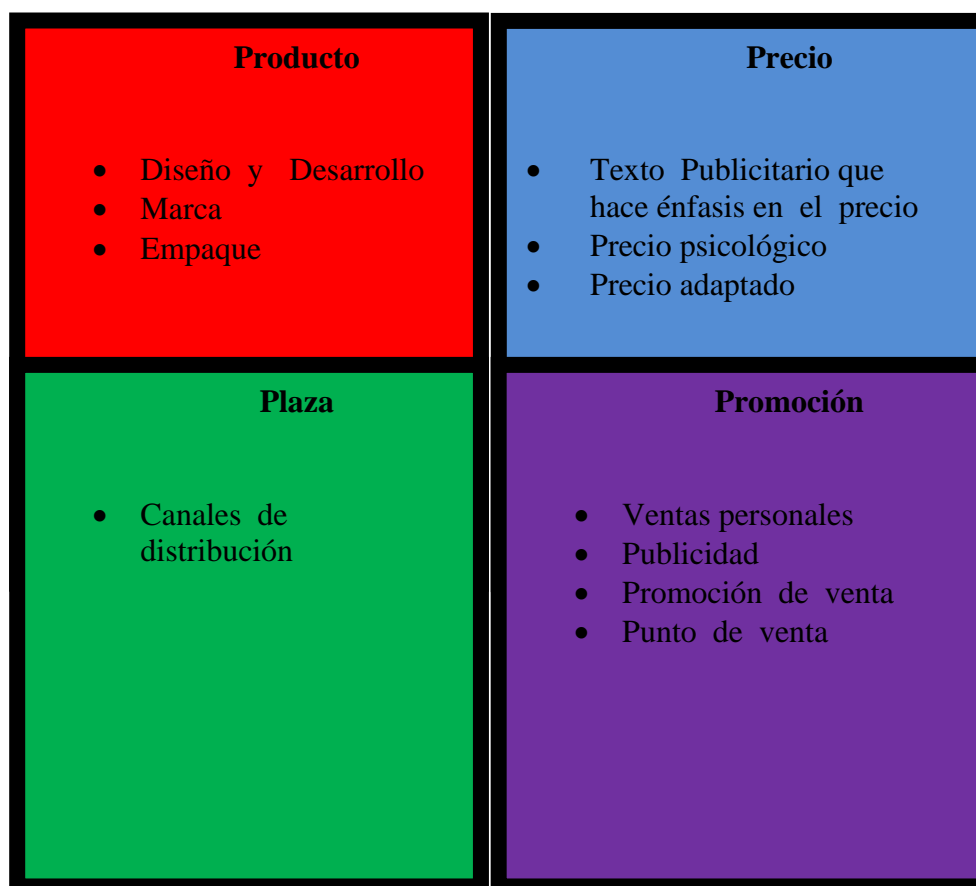 Producto
• Diseño y Desarrollo
• Marca
• Empaque
Precio
• Texto Publicitario que
hace énfasis en el precio
• Precio psicológico
• Precio adaptado
Plaza
• Canales de
distribución
Promoción
• Ventas personales
• Publicidad
• Promoción de venta
• Punto de venta